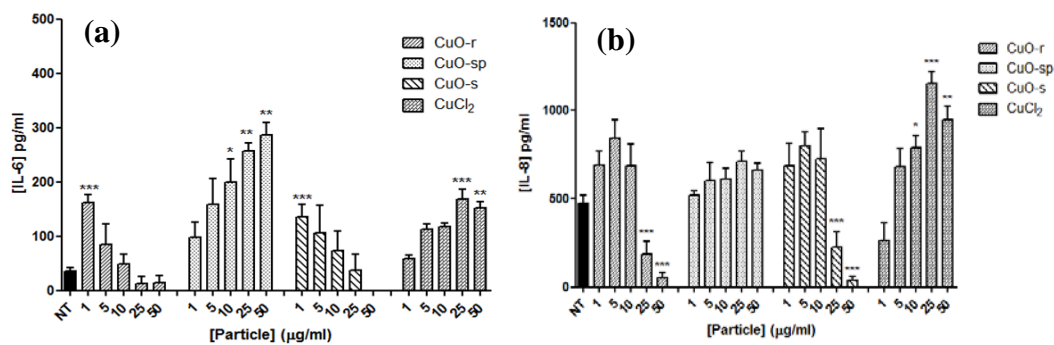 (a)
500
400
300
200
100
0
[IL-6] pg/ml
CuO-r
CuO-sp
CuO-s
CuCl₂
***
*
**
**
***
***
**
NT 1 5 10 25 50 1 5 10 25 50 1 5 10 25 50 1 5 10 25 50
[Particle] (μg/ml)
(b)
1500
1000
500
0
[IL-8] pg/ml
CuO-r
CuO-sp
CuO-s
CuCl₂
***
***
***
***
*
***
**
NT 1 5 10 25 50 1 5 10 25 50 1 5 10 25 50 1 5 10 25 50
[Particle] (μg/ml)